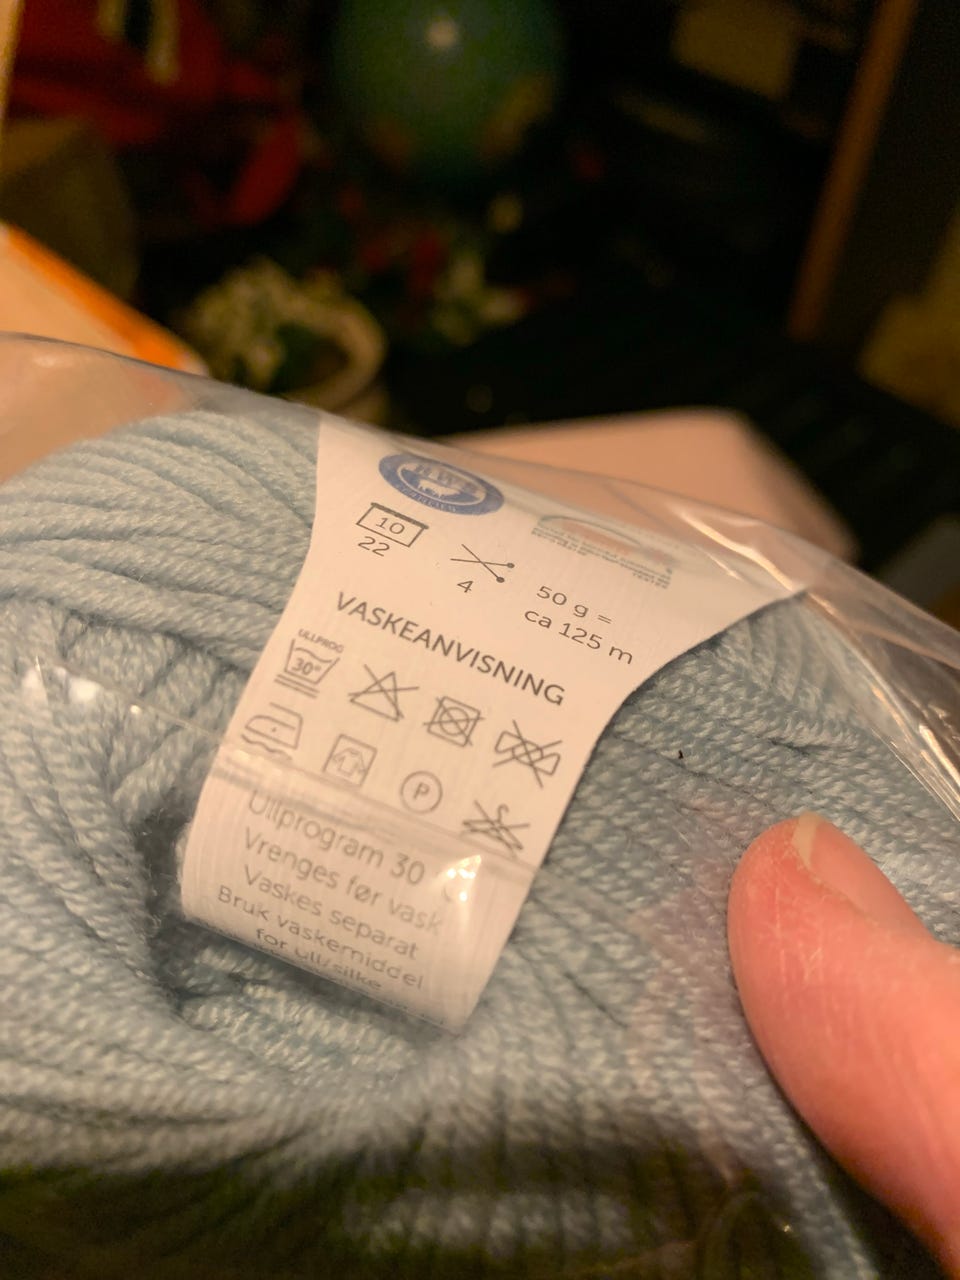 10
22
4
50 g =
ca 125 m
VASKEANVISNING
ULLPROG
30°
P
Ullprogram 30
Vrenges før vask
Vaskes separat
Bruk vaskemiddel
for ull/silke